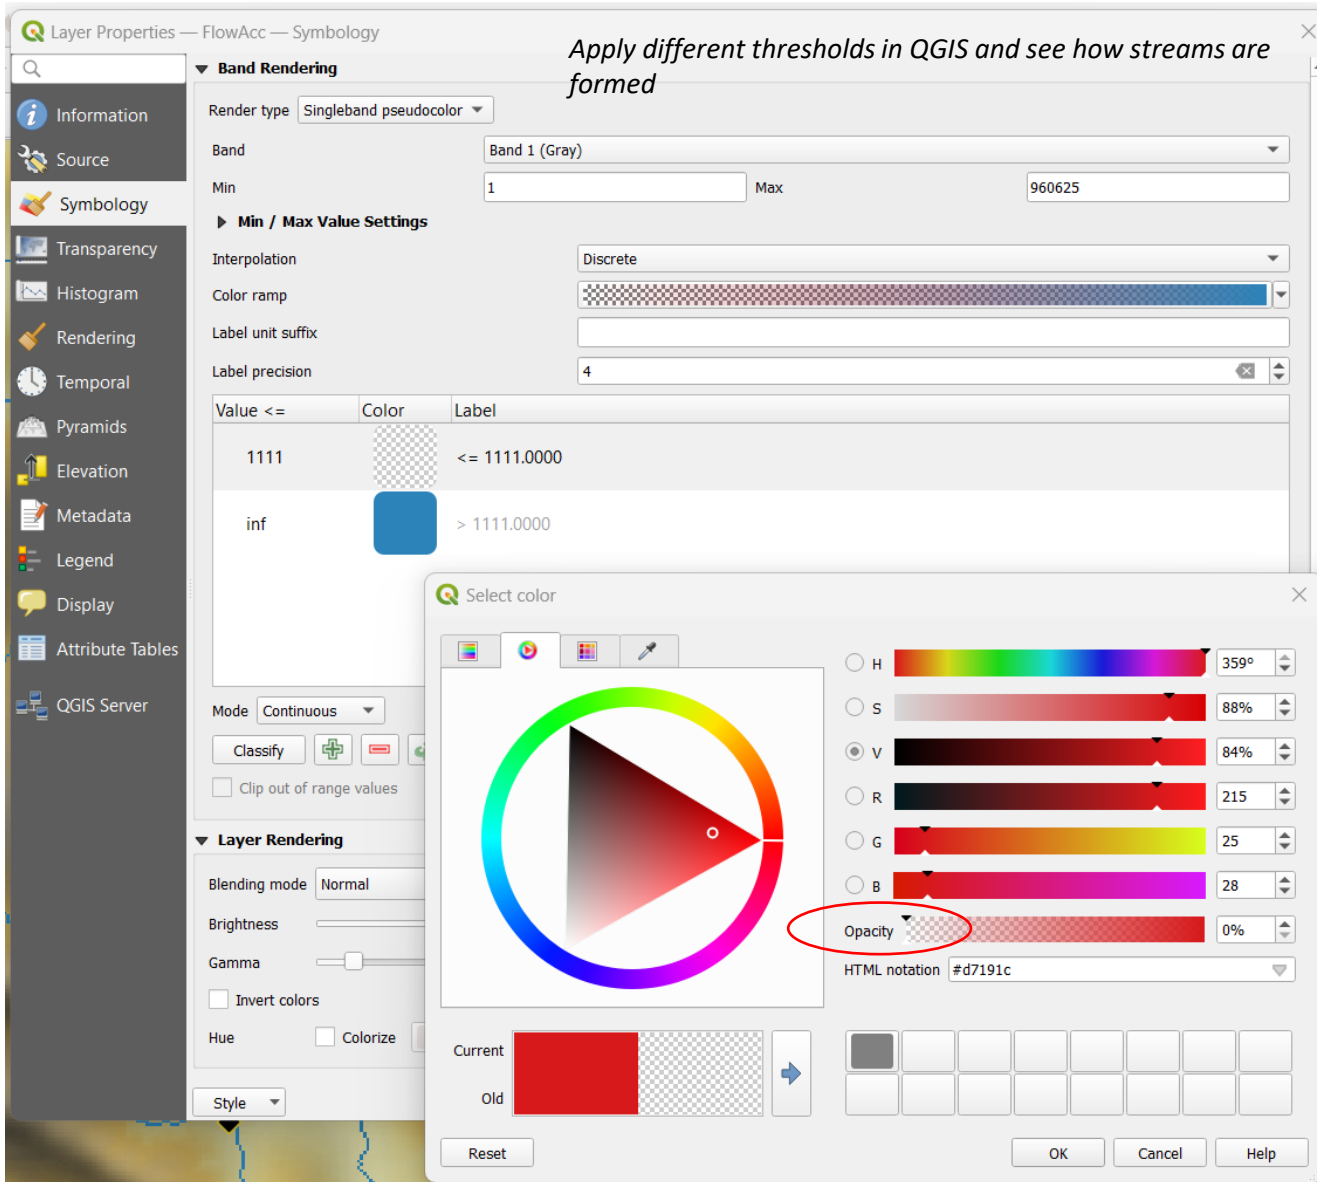 Layer Properties — FlowAcc — Symbology
Apply different thresholds in QGIS and see how streams are
formed
Information
Source
Symbology
Transparency
Histogram
Rendering
Temporal
Pyramids
Elevation
Metadata
Legend
Display
Attribute Tables
QGIS Server
Band Rendering
Render type Singleband pseudocolor
Band Band 1 (Gray)
Min 1 Max 960625
Min / Max Value Settings
Interpolation Discrete
Color ramp
Label unit suffix
Label precision 4
Value <= Color Label
1111 <= 1111.0000
inf > 1111.0000
Mode Continuous
Classify
Clip out of range values
Layer Rendering
Blending mode Normal
Brightness
Gamma
Invert colors
Hue Colorize
Style
Select color
H 359°
S 88%
V 84%
R 215
G 25
B 28
Opacity 0%
HTML notation #d7191c
Current
Old
Reset OK Cancel Help